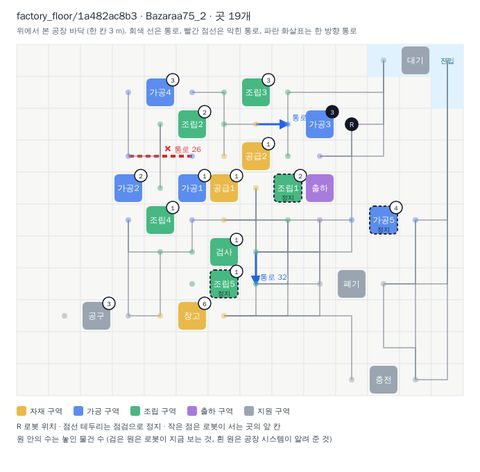 factory_floor/1a482ac8b3 · Bazaraa75_2 · 곳 19개
위에서 본 공장 바닥 (한 칸 3 m). 회색 선은 통로, 빨간 점선은 막힌 통로, 파란 화살표는 한 방향 통로
대기
진입
가공4 3
조립3 3
조립2 2
통로
가공3 3
R
✖ 통로 26
공급2 1
가공2 2
가공1 1
공급1 1
조립1 2
정지
출하
조립4 1
가공5 4
정지
검사 1
조립5 1
정지
통로 32
폐기
공구 3
창고 6
충전
자재 구역
가공 구역
조립 구역
출하 구역
지원 구역
R 로봇 위치 · 점선 테두리는 점검으로 정지 · 작은 점은 로봇이 서는 곳의 앞 칸
원 안의 수는 놓인 물건 수 (검은 원은 로봇이 지금 보는 것, 흰 원은 공장 시스템이 알려 준 것)